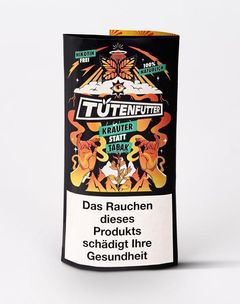 NIKOTIN
FREI
100%
NATÜRLICH
TÜTENFUTTER
KRÄUTER
STATT
TABAK
Das Rauchen
dieses
Produkts
schädigt Ihre
Gesundheit